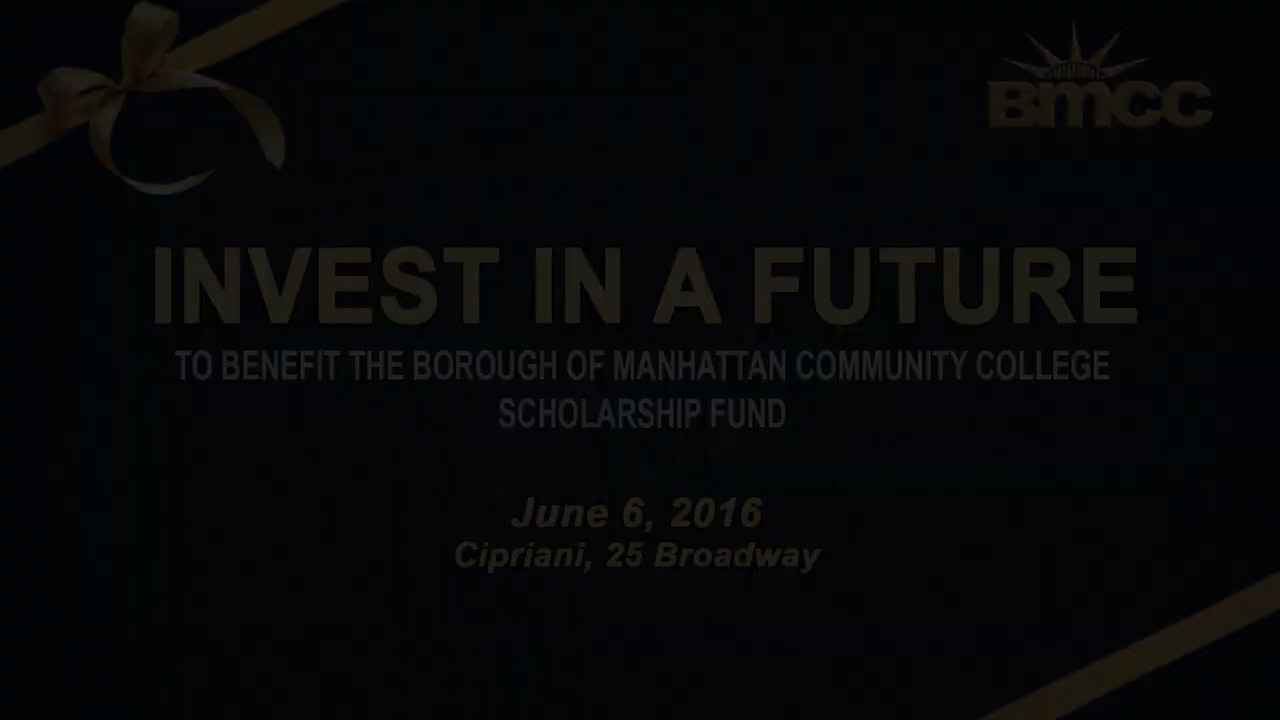 BMCC
INVEST IN A FUTURE
TO BENEFIT THE BOROUGH OF MANHATTAN COMMUNITY COLLEGE
SCHOLARSHIP FUND
June 6, 2016
Cipriani, 25 Broadway